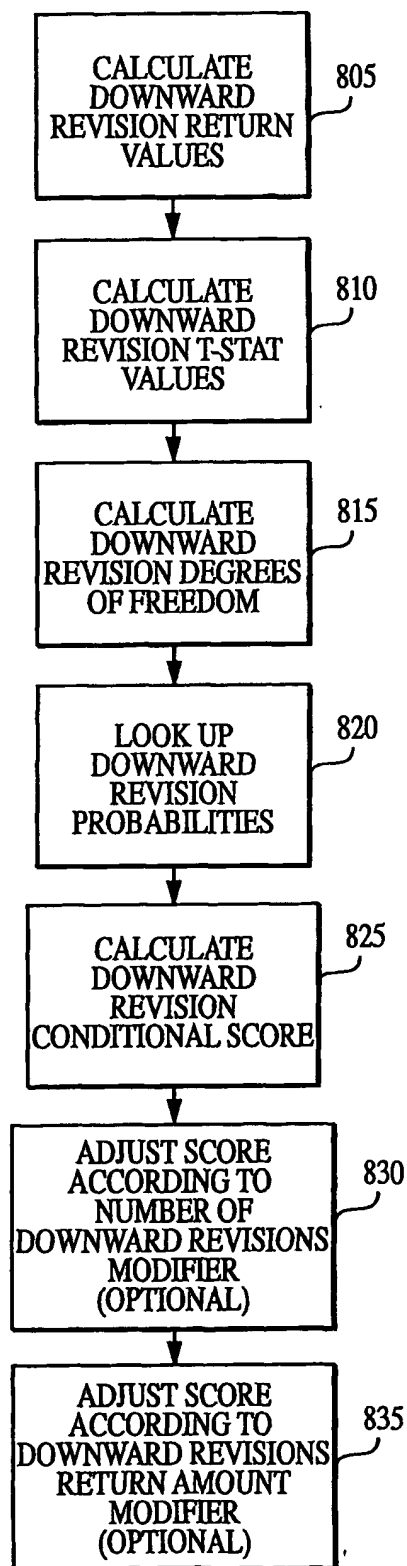 CALCULATE
DOWNWARD
REVISION RETURN
VALUES
805
CALCULATE
DOWNWARD
REVISION T-STAT
VALUES
810
CALCULATE
DOWNWARD
REVISION DEGREES
OF FREEDOM
815
LOOK UP
DOWNWARD
REVISION
PROBABILITIES
820
CALCULATE
DOWNWARD
REVISION
CONDITIONAL SCORE
825
ADJUST SCORE
ACCORDING TO
NUMBER OF
DOWNWARD REVISIONS
MODIFIER
(OPTIONAL)
830
ADJUST SCORE
ACCORDING TO
DOWNWARD REVISIONS
RETURN AMOUNT
MODIFIER
(OPTIONAL)
835